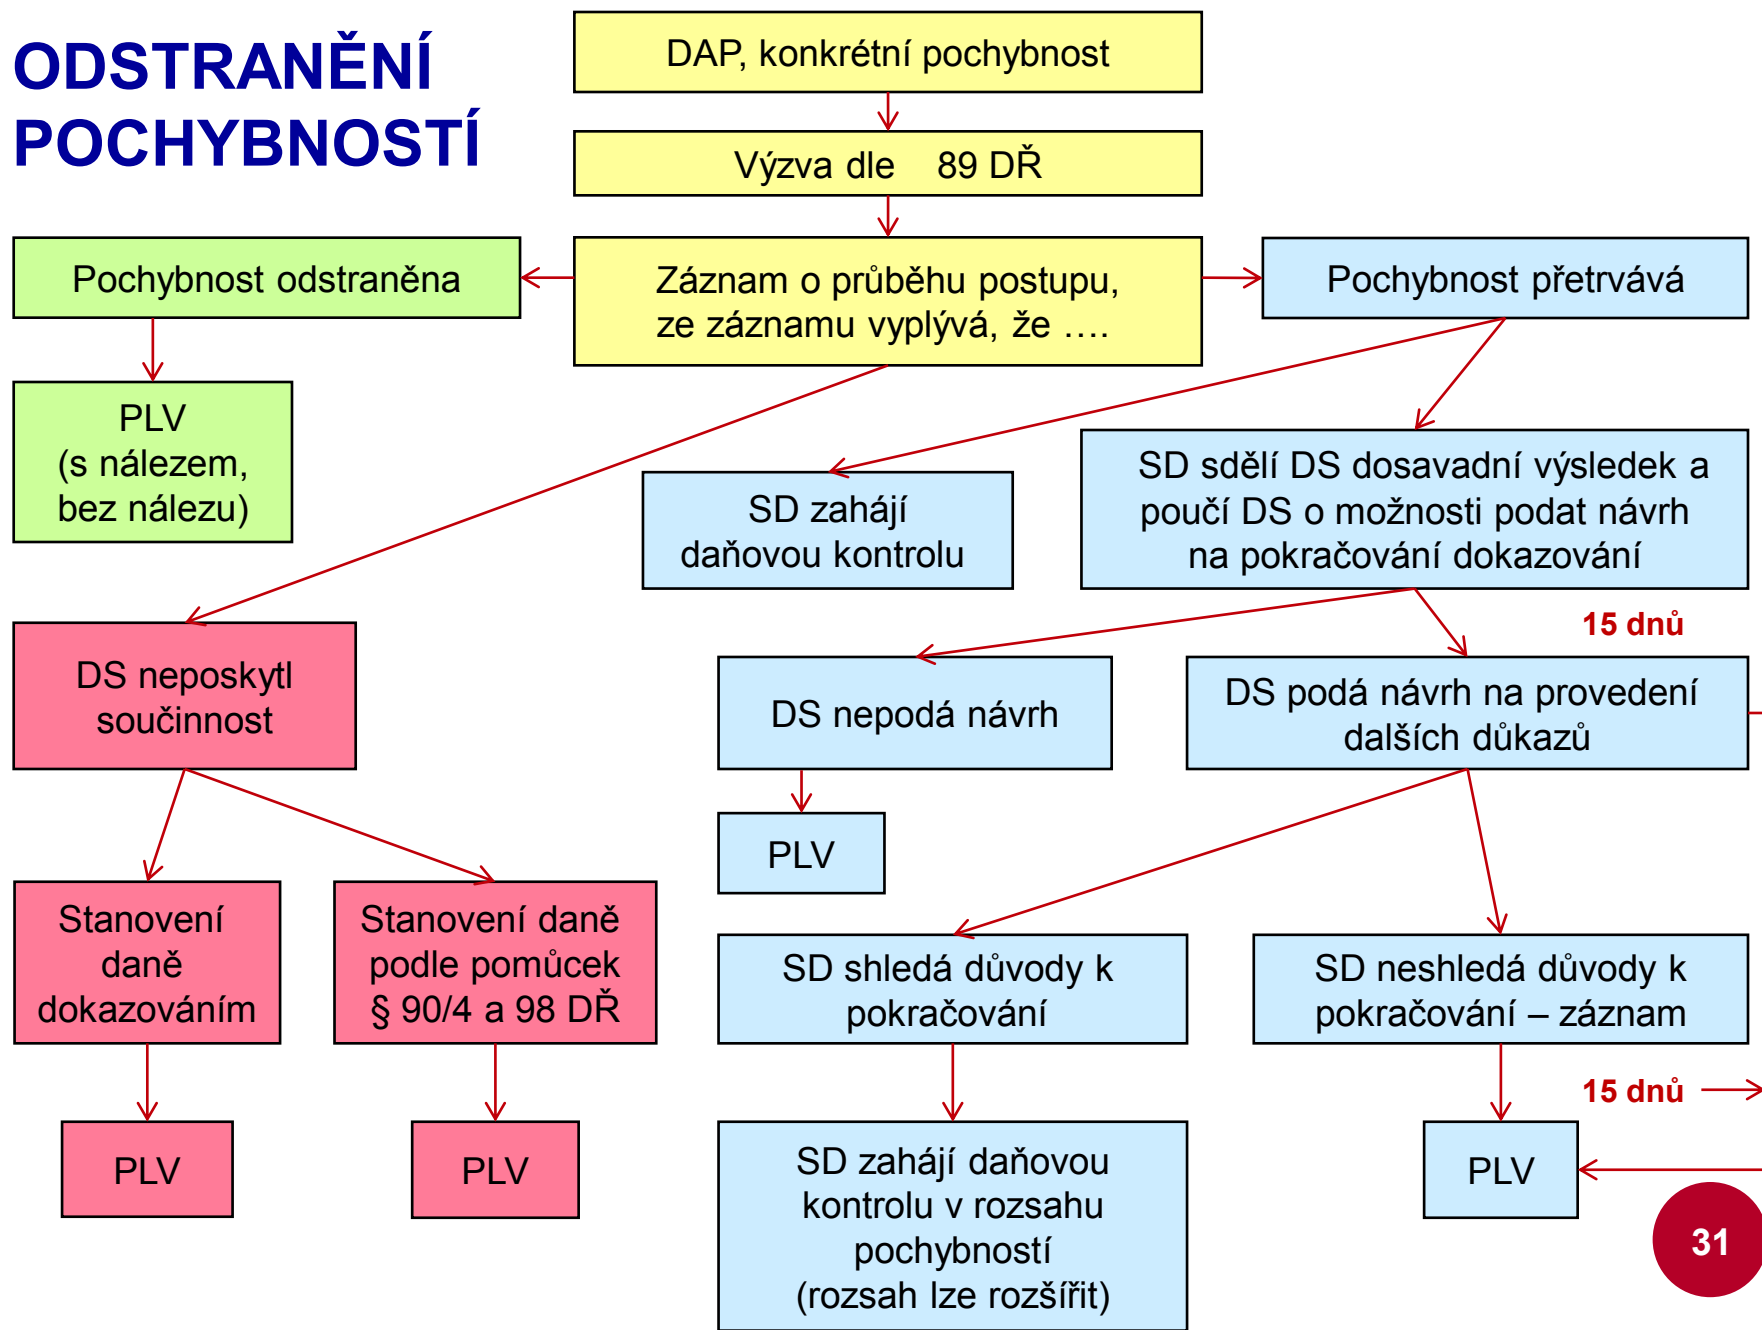 ODSTRANĚNÍ
POCHYBNOSTÍ
DAP, konkrétní pochybnost
Výzva dle 89 DŘ
Pochybnost odstraněna
Záznam o průběhu postupu,
ze záznamu vyplývá, že ….
Pochybnost přetrvává
PLV
(s nálezem,
bez nálezu)
SD zahájí
daňovou kontrolu
SD sdělí DS dosavadní výsledek a
poučí DS o možnosti podat návrh
na pokračování dokazování
15 dnů
DS neposkytl
součinnost
DS nepodá návrh
DS podá návrh na provedení
dalších důkazů
PLV
Stanovení
daně
dokazováním
Stanovení daně
podle pomůcek
§ 90/4 a 98 DŘ
SD shledá důvody k
pokračování
SD neshledá důvody k
pokračování – záznam
15 dnů
PLV
PLV
SD zahájí daňovou
kontrolu v rozsahu
pochybností
(rozsah lze rozšířit)
PLV
31